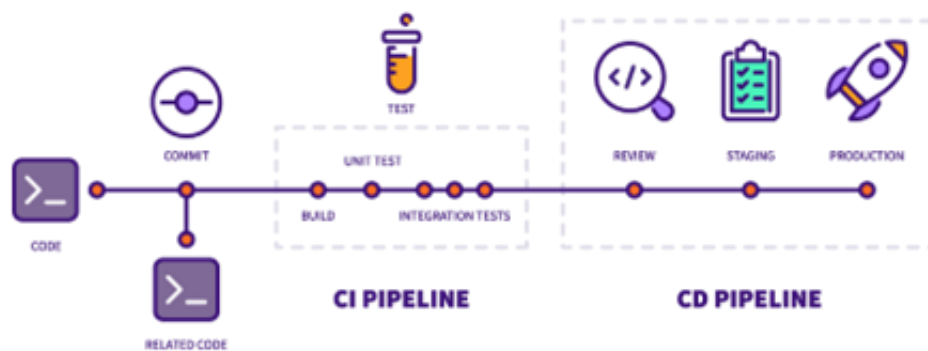 TEST
COMMIT
UNIT TEST
REVIEW
STAGING
PRODUCTION
BUILD
INTEGRATION TESTS
CODE
CI PIPELINE
CD PIPELINE
RELATED CODE